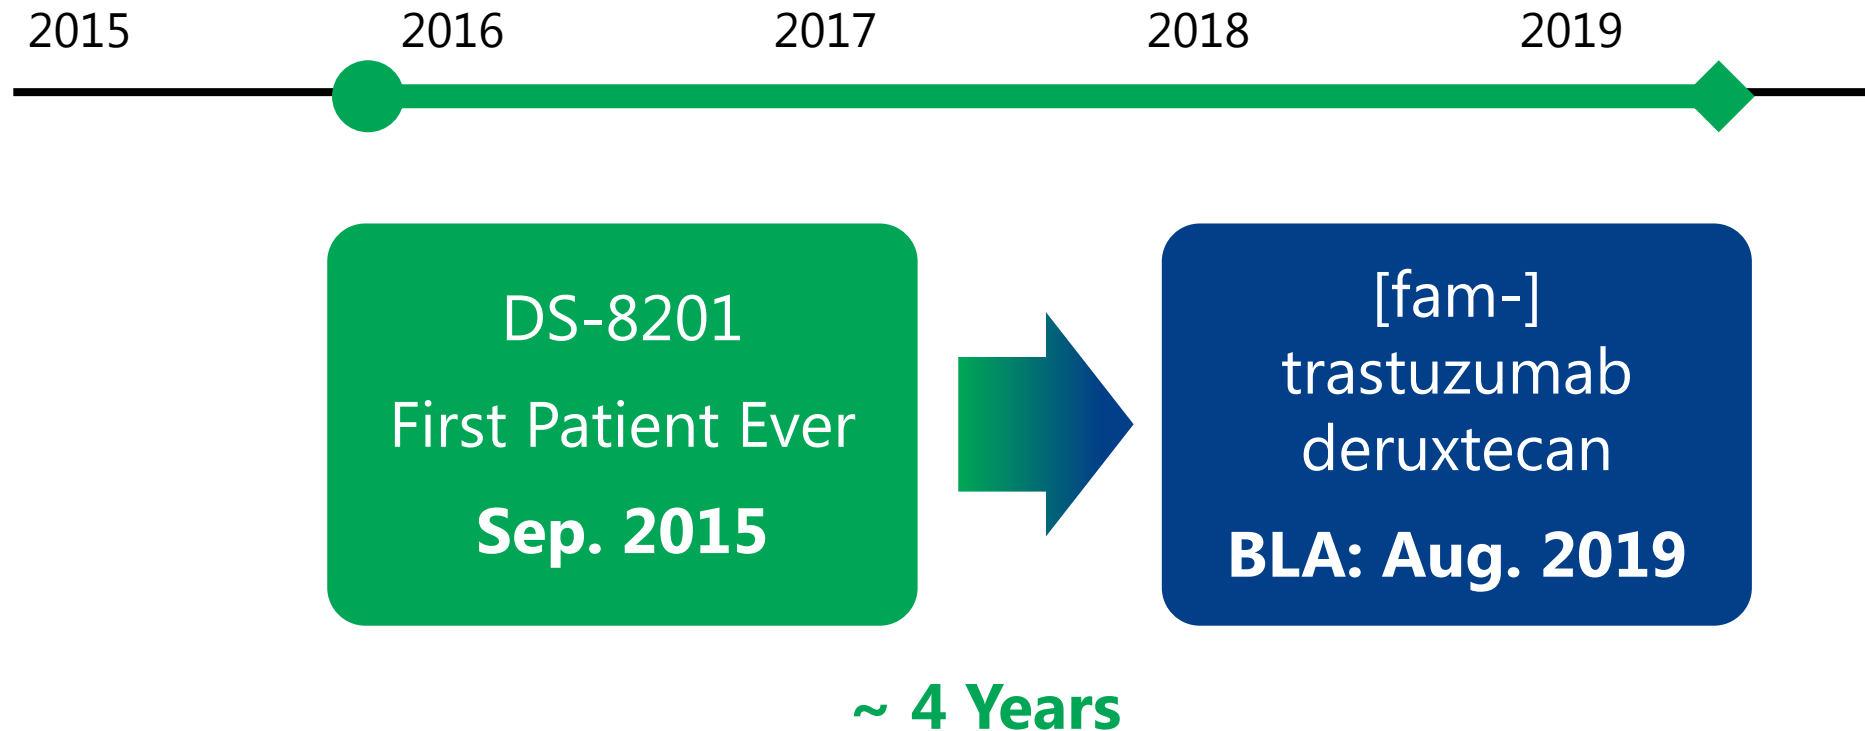 2015 2016 2017 2018 2019
DS-8201
First Patient Ever
Sep. 2015
[fam-]
trastuzumab
deruxtecan
BLA: Aug. 2019
~ 4 Years